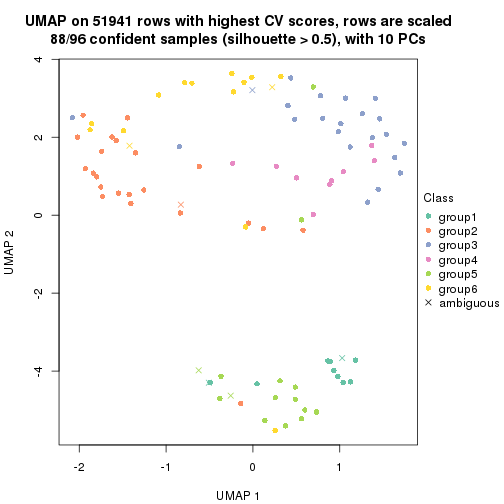 UMAP on 51941 rows with highest CV scores, rows are scaled
88/96 confident samples (silhouette > 0.5), with 10 PCs
4
2
0
-2
-4
UMAP 2
-2
-1
0
1
UMAP 1
Class
group1
group2
group3
group4
group5
group6
ambiguous